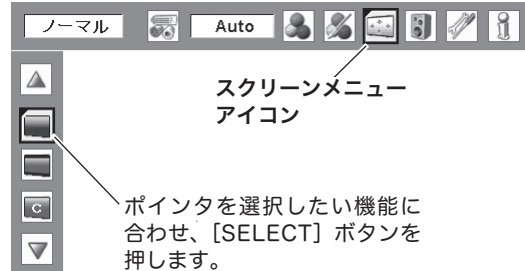 ノーマル Auto
スクリーンメニュー
アイコン
C
ポインタを選択したい機能に
合わせ、［SELECT］ボタンを
押します。